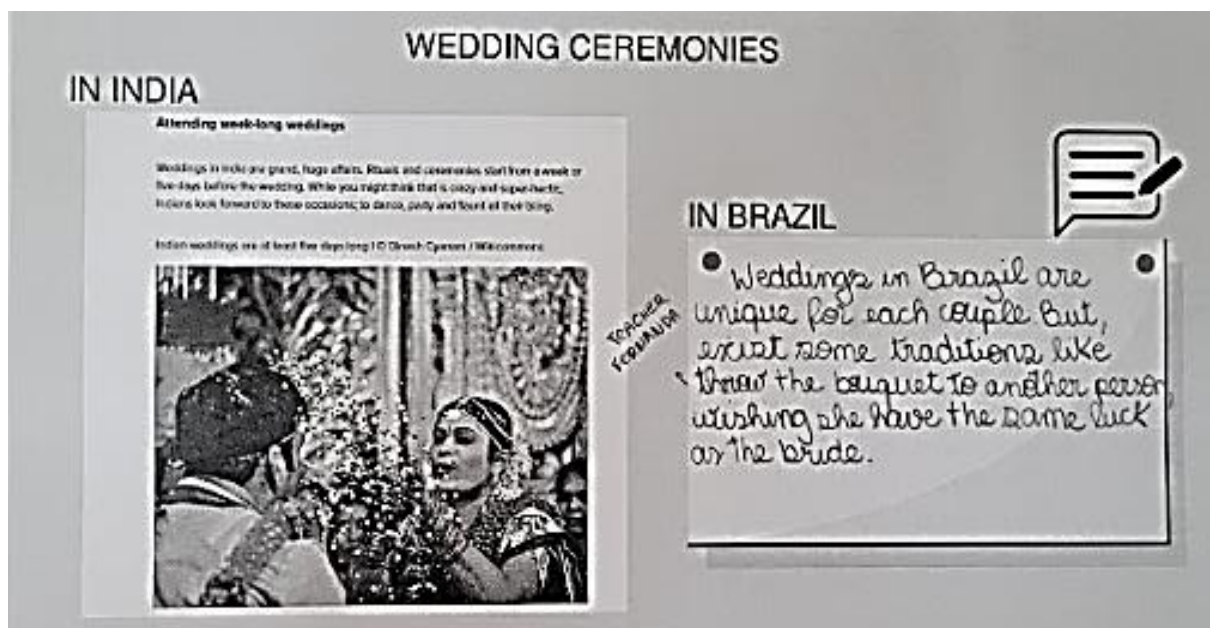 WEDDING CEREMONIES
IN INDIA
Attending week-long weddings
Weddings in India are grand, huge affairs. Rituals and ceremonies start from a week or
five days before the wedding. While you might think that is crazy and super-hectic,
Indians look forward to these occasions; to dance, party and flaunt all their bling.
Indian weddings are at least five days long | © Dinesh / Wikicommons
IN BRAZIL
TEACHER
FERNANDA
Weddings in Brazil are
unique for each couple But,
exist some traditions like
throw the bouquet to another person,
wishing she have the same luck
as the bride.